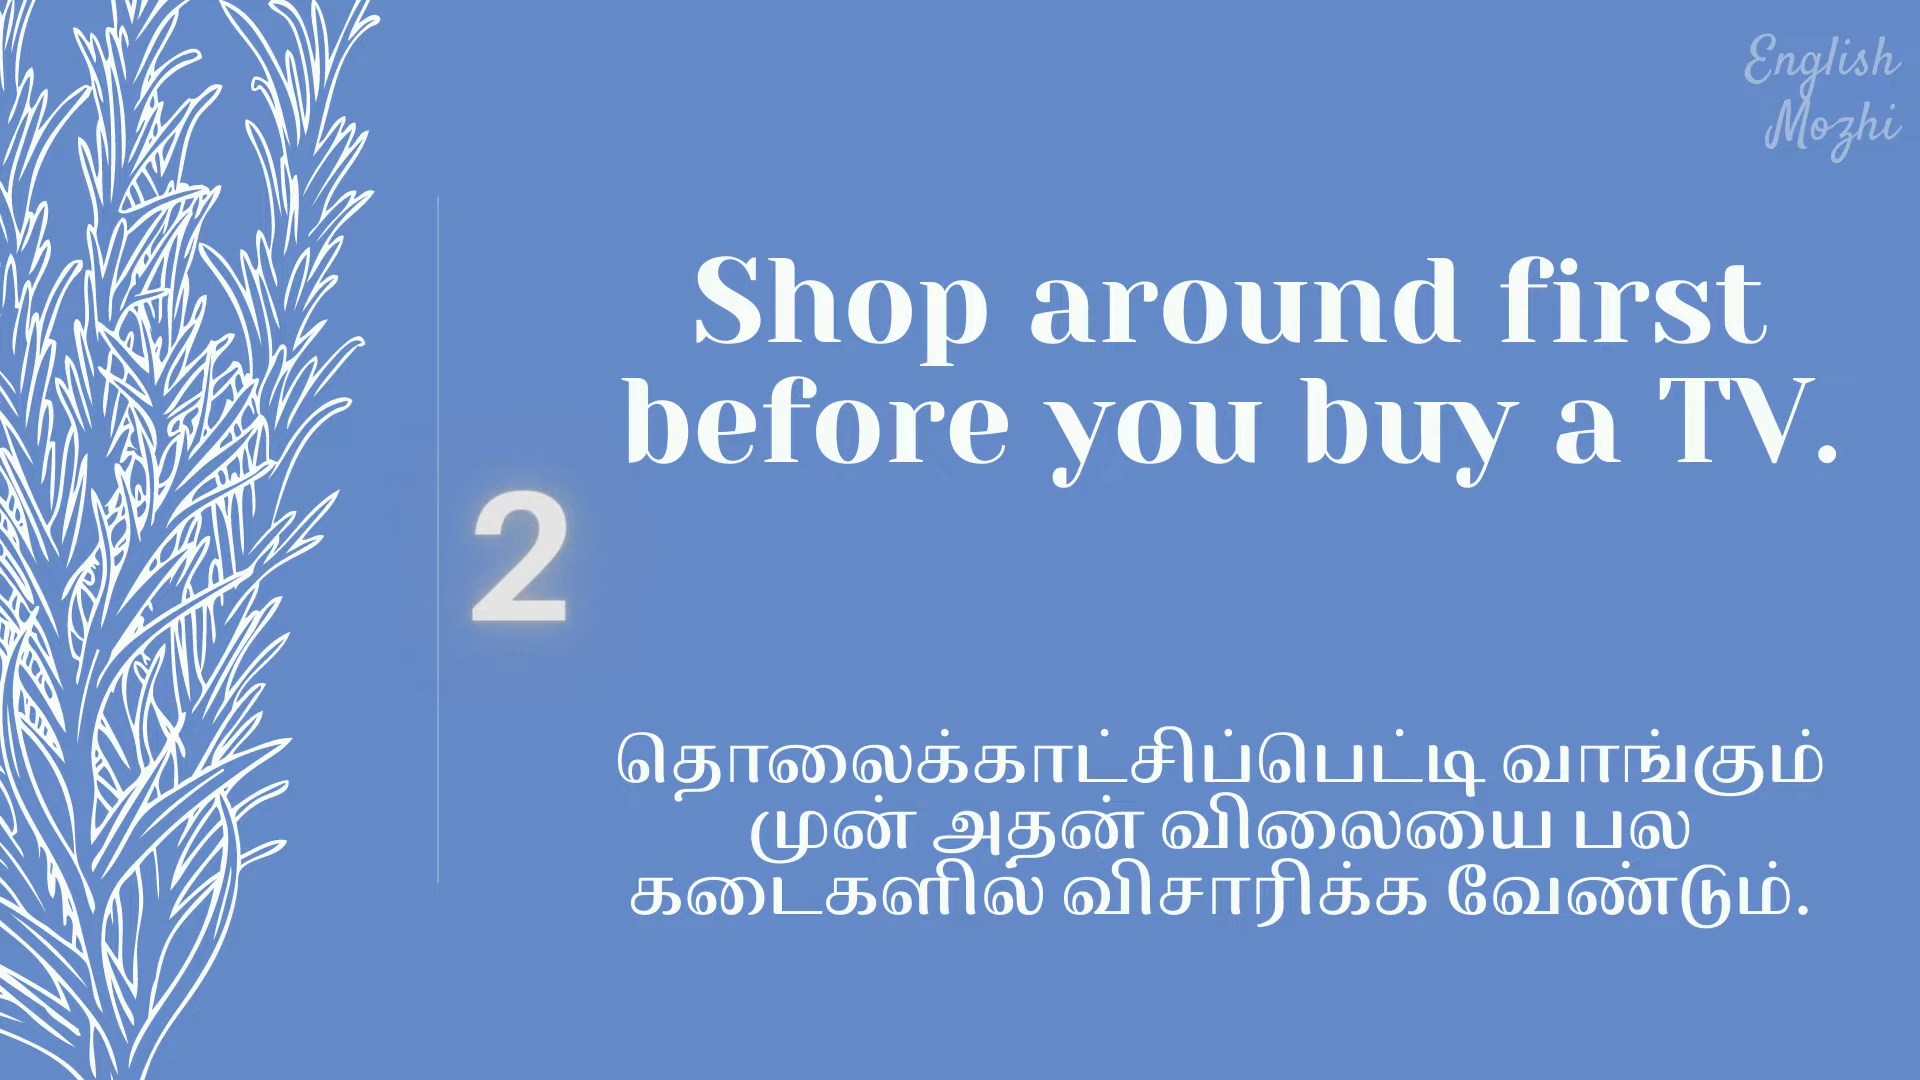 English
Mozhi
Shop around first
before you buy a TV.
2
தொலைக்காட்சிப்பெட்டி வாங்கும்
முன் அதன் விலையை பல
கடைகளில் விசாரிக்க வேண்டும்.